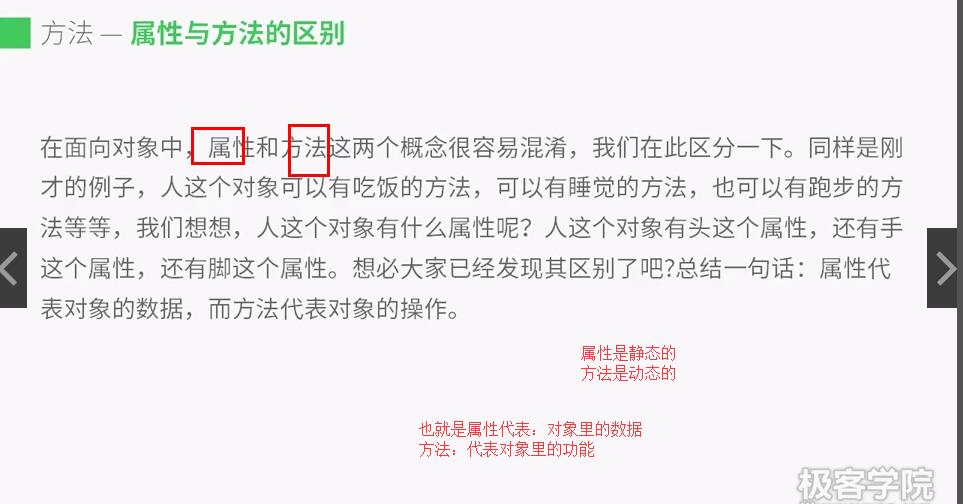 方法 — 属性与方法的区别
在面向对象中，属性和方法这两个概念很容易混淆，我们在此区分一下。同样是刚
才的例子，人这个对象可以有吃饭的方法，可以有睡觉的方法，也可以有跑步的方
法等等，我们想想，人这个对象有什么属性呢？人这个对象有头这个属性，还有手
这个属性，还有脚这个属性。想必大家已经发现其区别了吧?总结一句话：属性代
表对象的数据，而方法代表对象的操作。
属性是静态的
方法是动态的
也就是属性代表：对象里的数据
方法：代表对象里的功能
极客学院